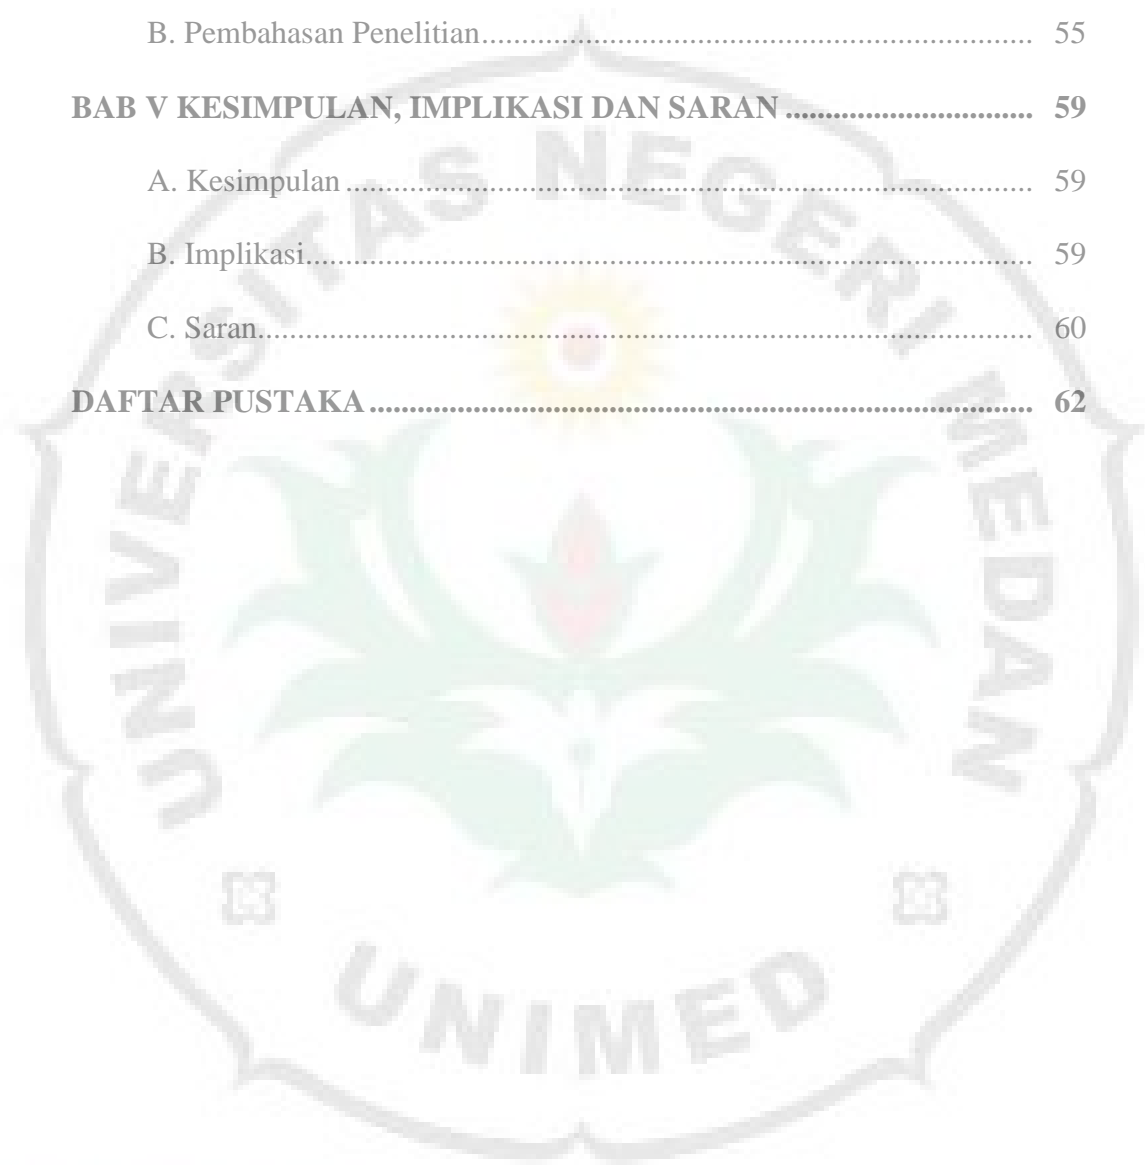 B. Pembahasan Penelitian..................................................................... 55
BAB V KESIMPULAN, IMPLIKASI DAN SARAN ............................... 59
A. Kesimpulan ...................................................................................... 59
B. Implikasi........................................................................................... 59
C. Saran................................................................................................. 60
DAFTAR PUSTAKA ................................................................................... 62
UNIVERSITAS NEGERI MEDAN
UNIMED